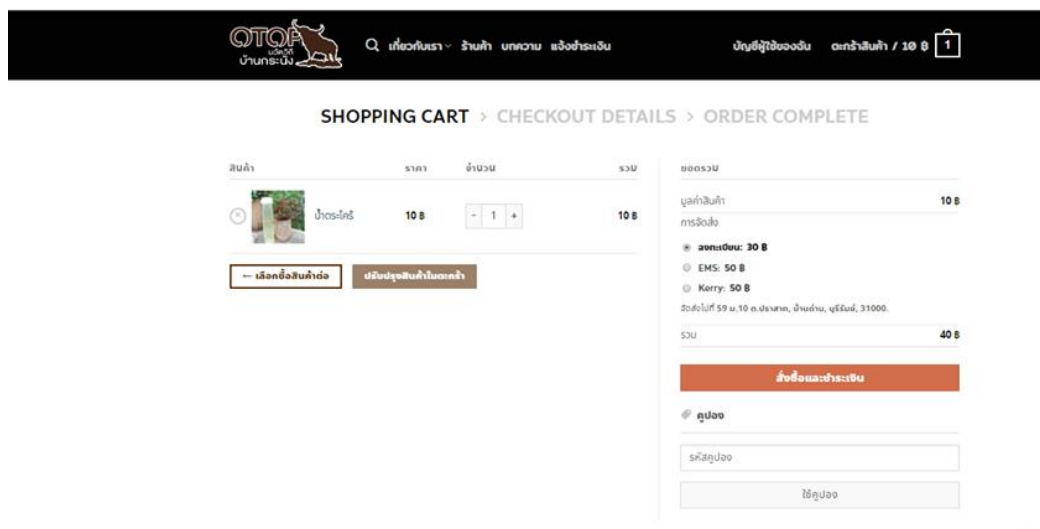 OTOP
นวัตวิถี
บ้านกระนัง
เกี่ยวกับเรา ร้านค้า บทความ แจ้งชำระเงิน
บัญชีผู้ใช้ของฉัน ตะกร้าสินค้า / 10 ฿ 1
SHOPPING CART > CHECKOUT DETAILS > ORDER COMPLETE
สินค้า ราคา จำนวน รวม
× น้ำตะไคร้ 10 ฿ - 1 + 10 ฿
← เลือกซื้อสินค้าต่อ ปรับปรุงสินค้าในตะกร้า
ยอดรวม
มูลค่าสินค้า 10 ฿
การจัดส่ง
ลงทะเบียน: 30 ฿
EMS: 50 ฿
Kerry: 50 ฿
จัดส่งไปที่ 59 ม.10 ต.ปราสาท, บ้านด่าน, บุรีรัมย์, 31000.
รวม 40 ฿
สั่งซื้อและชำระเงิน
คูปอง
รหัสคูปอง
ใช้คูปอง